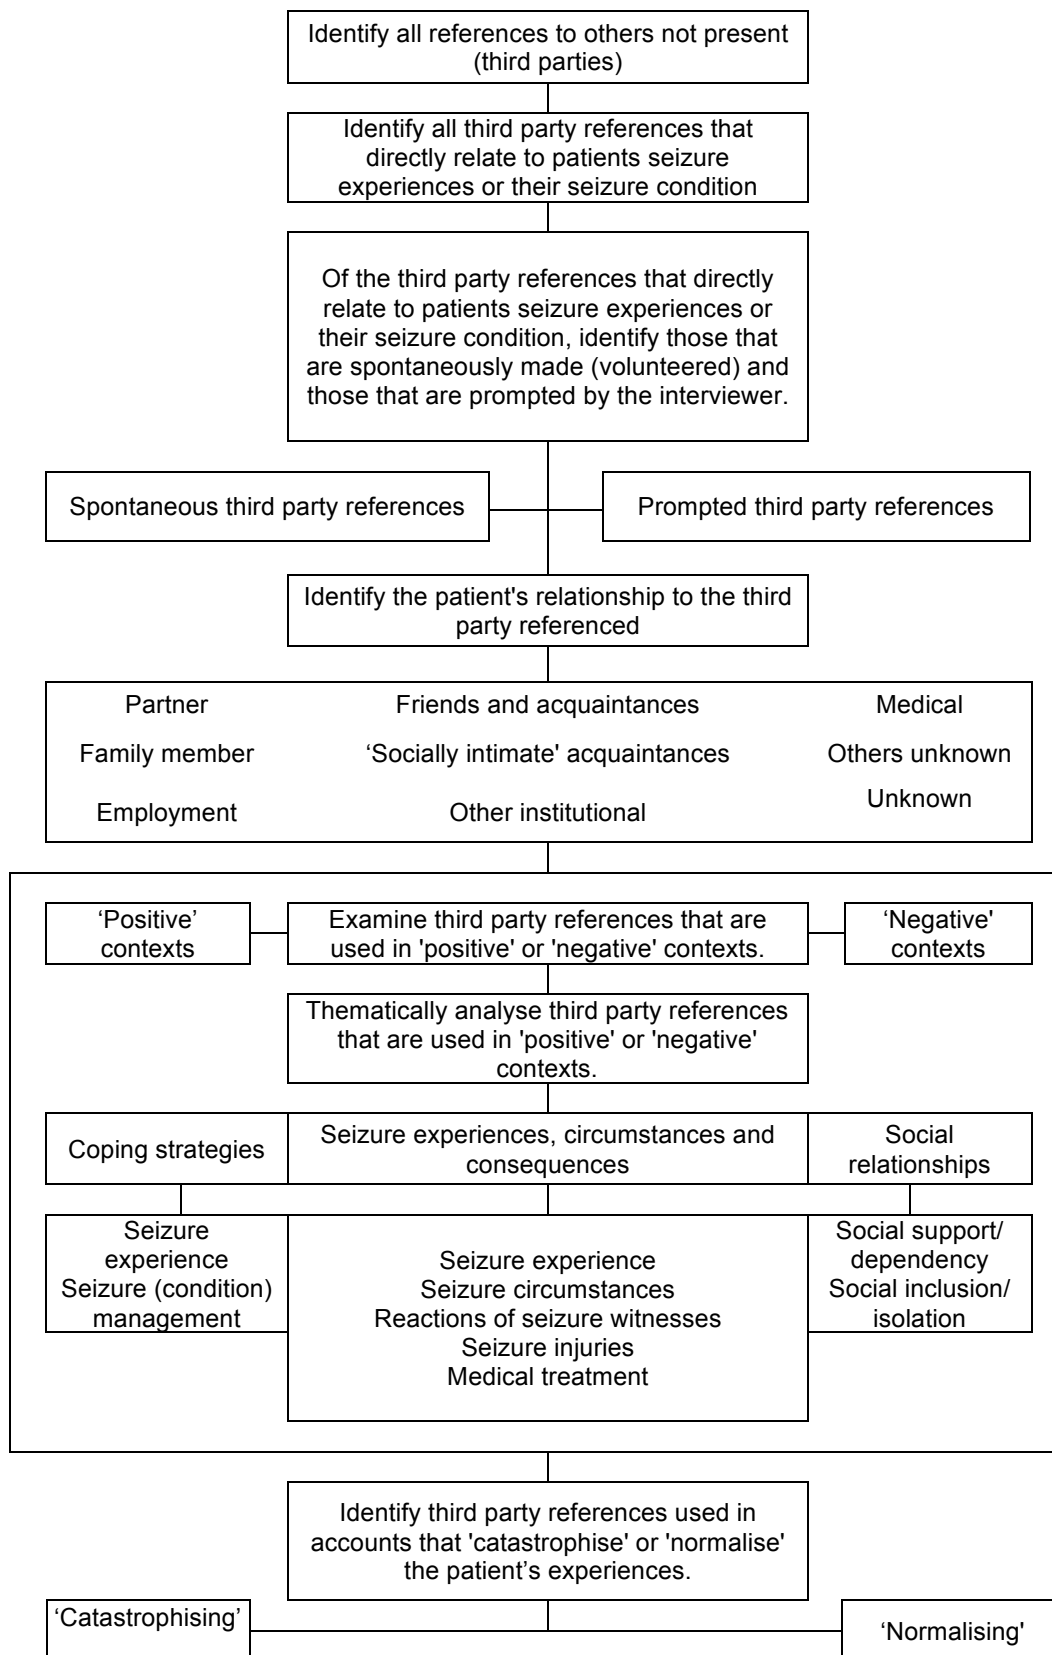 Identify all references to others not present
(third parties)
Identify all third party references that
directly relate to patients seizure
experiences or their seizure condition
Of the third party references that directly
relate to patients seizure experiences or
their seizure condition, identify those that
are spontaneously made (volunteered) and
those that are prompted by the interviewer.
Spontaneous third party references
Prompted third party references
Identify the patient's relationship to the third
party referenced
Partner
Friends and acquaintances
Medical
Family member
‘Socially intimate' acquaintances
Others unknown
Employment
Other institutional
Unknown
‘Positive’
contexts
Examine third party references that are
used in 'positive' or 'negative' contexts.
‘Negative'
contexts
Thematically analyse third party references
that are used in 'positive' or 'negative'
contexts.
Coping strategies
Seizure experiences, circumstances and
consequences
Social
relationships
Seizure
experience
Seizure (condition)
management
Seizure experience
Seizure circumstances
Reactions of seizure witnesses
Seizure injuries
Medical treatment
Social support/
dependency
Social inclusion/
isolation
Identify third party references used in
accounts that 'catastrophise' or 'normalise'
the patient’s experiences.
‘Catastrophising’
‘Normalising'